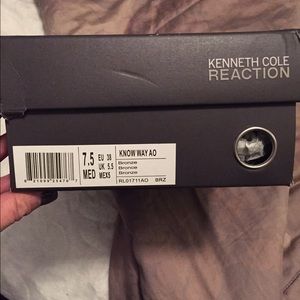 KENNETH COLE
REACTION
7.5 EU 38 UK 5.5
MED MEX5
KNOW WAY AO
Bronze
Bronce
Bronze
RL01711AO BRZ